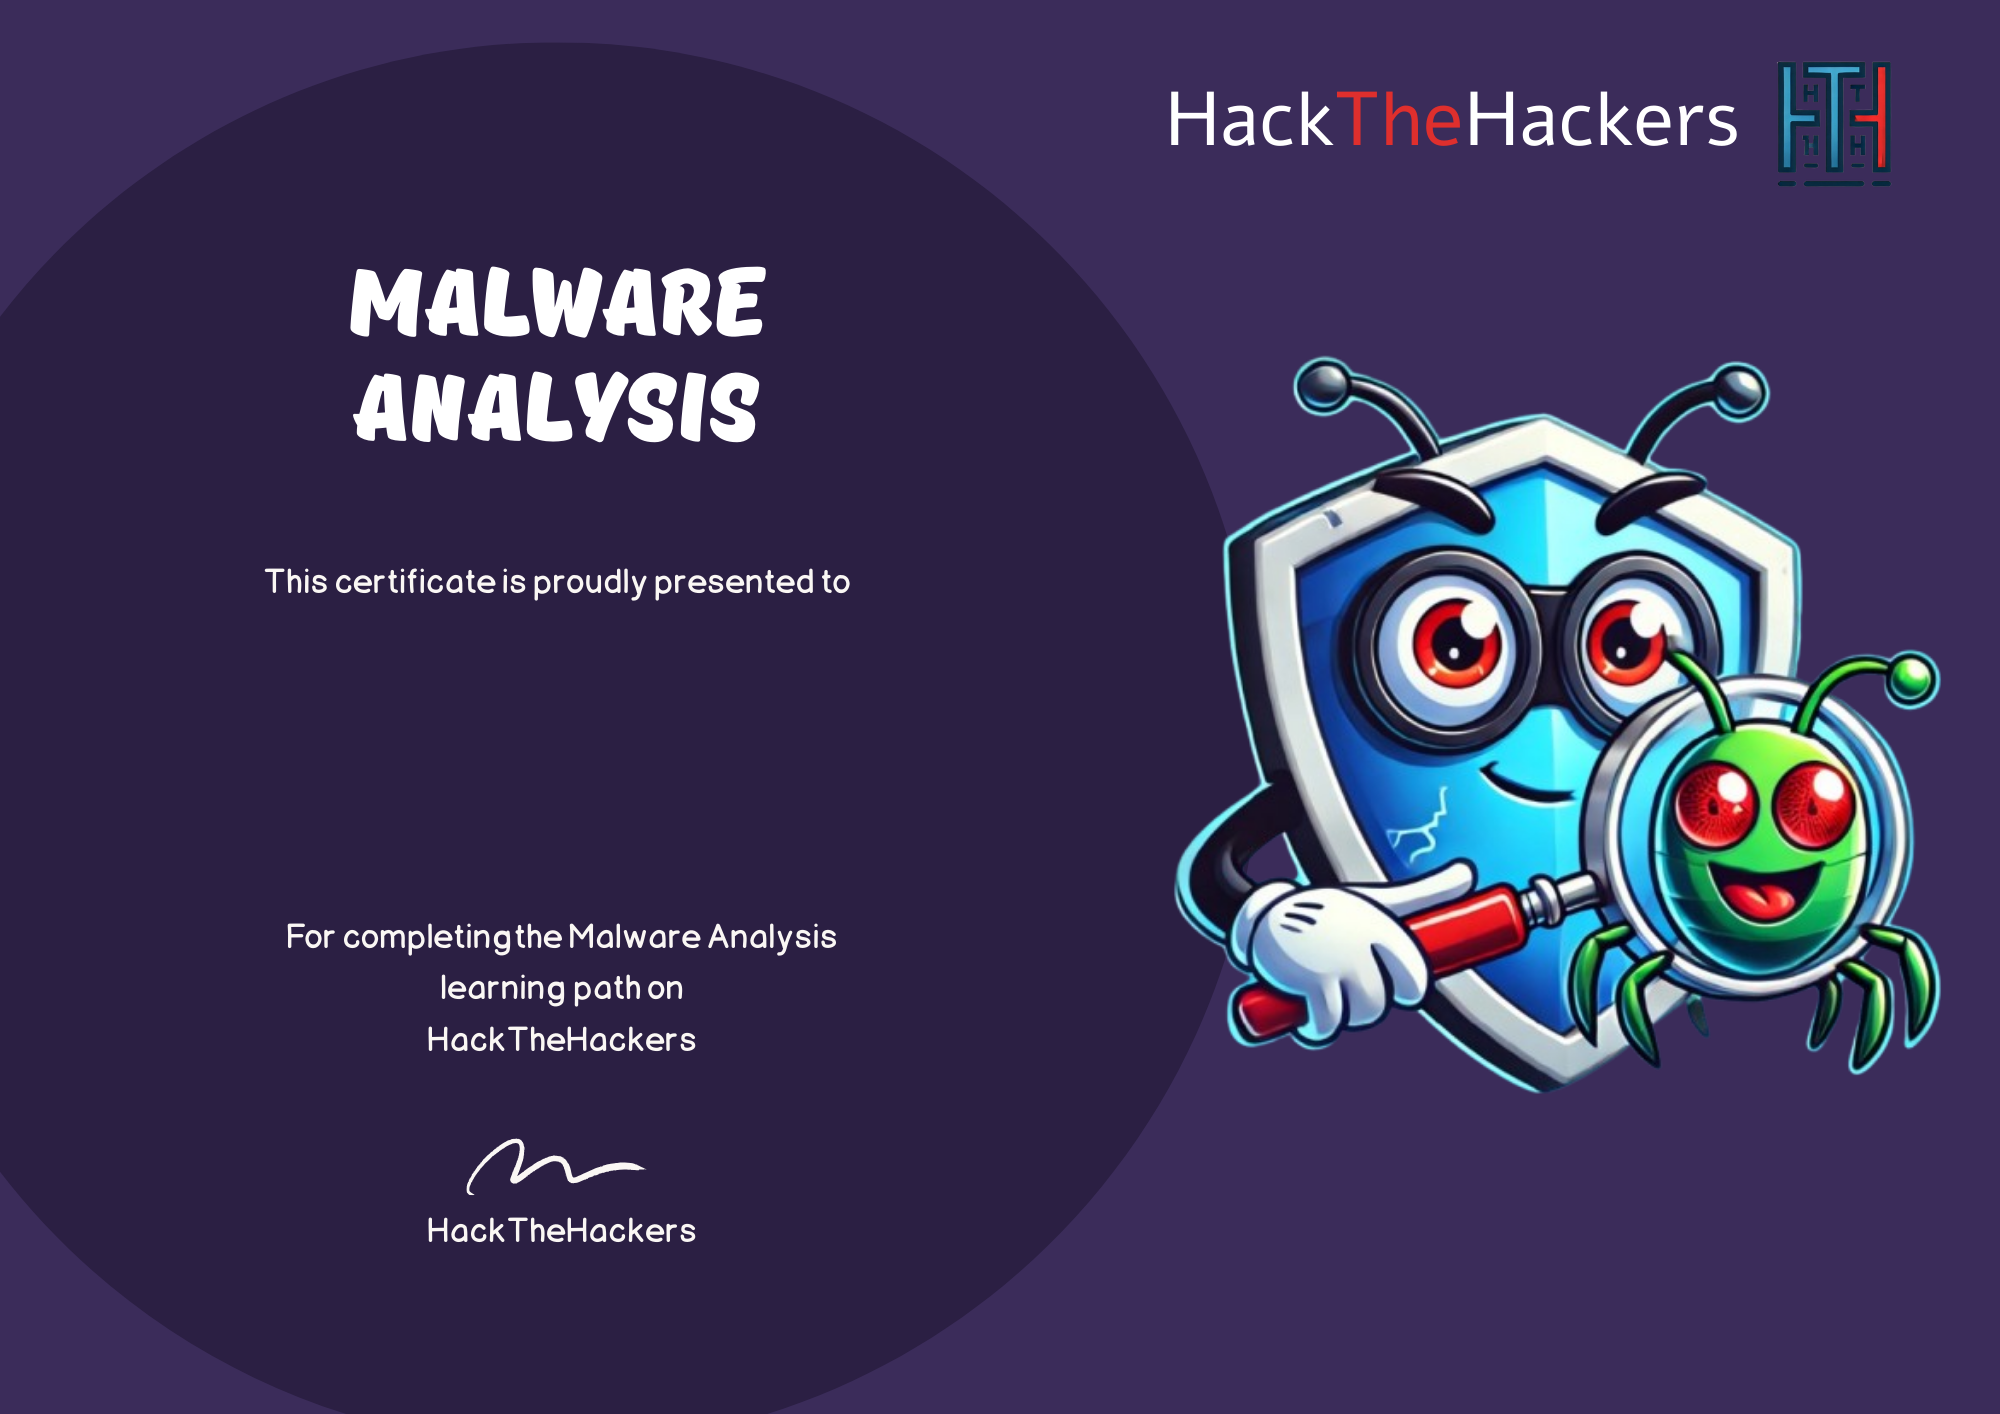 HackTheHackers
H T H
H T
H H
MALWARE
ANALYSIS
This certificate is proudly presented to
For completing the Malware Analysis
learning path on
HackTheHackers
HackTheHackers